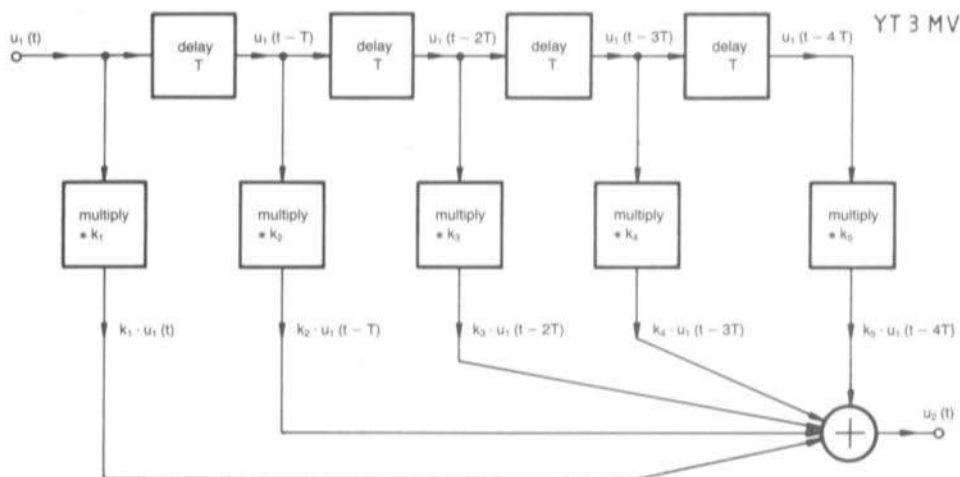 u₁ (t)
delay
T
u₁ (t – T)
delay
T
u₁ (t – 2T)
delay
T
u₁ (t – 3T)
delay
T
u₁ (t – 4T)
YT 3 MV
multiply
* k₁
multiply
* k₂
multiply
* k₃
multiply
* k₄
multiply
* k₅
k₁ · u₁ (t)
k₂ · u₁ (t – T)
k₃ · u₁ (t – 2T)
k₄ · u₁ (t – 3T)
k₅ · u₁ (t – 4T)
+
u₂ (t)